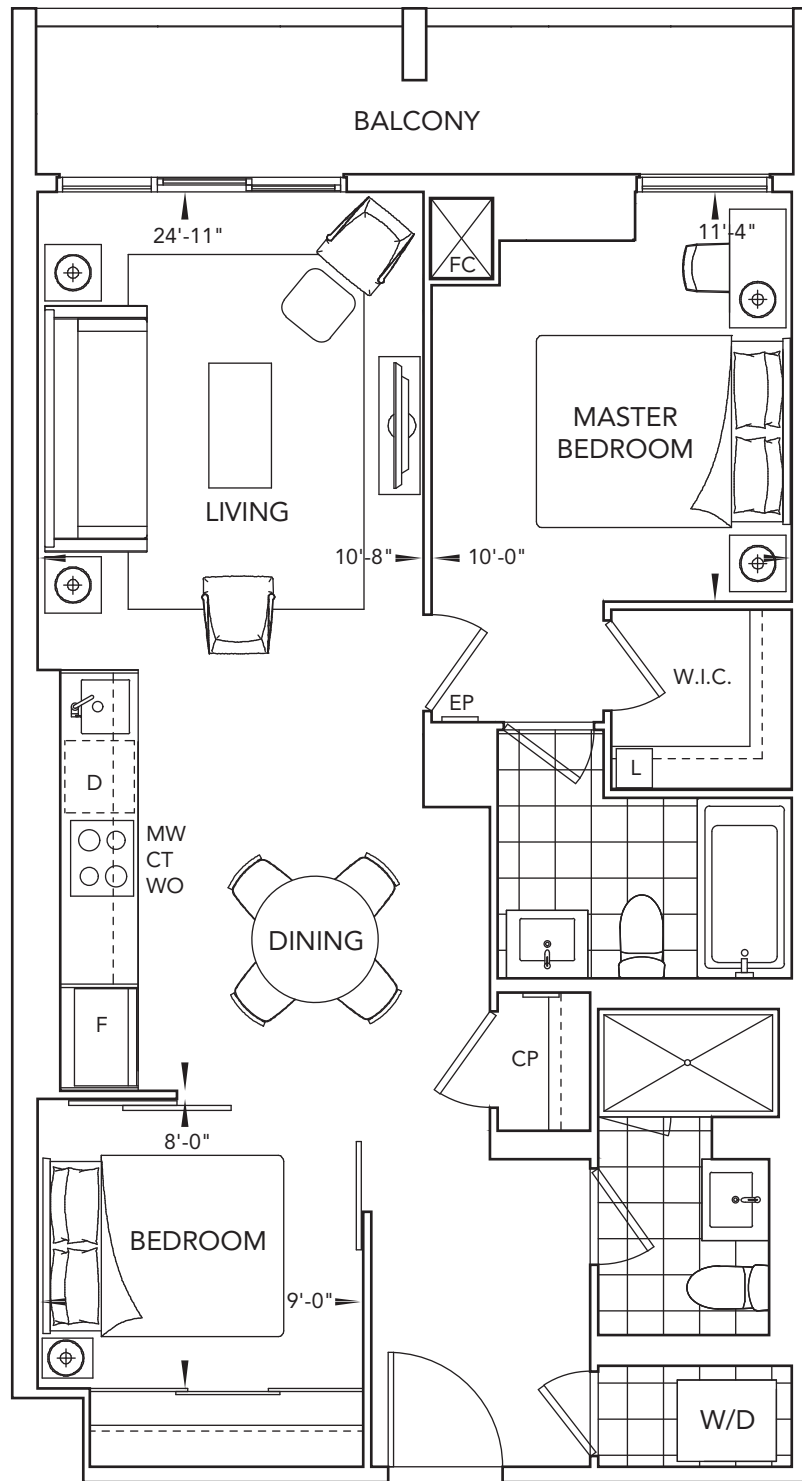 BALCONY
24'-11"
11'-4"
FC
MASTER
BEDROOM
LIVING
10'-8"
10'-0"
EP
W.I.C.
L
D
MW
CT
WO
DINING
F
CP
8'-0"
BEDROOM
9'-0"
W/D